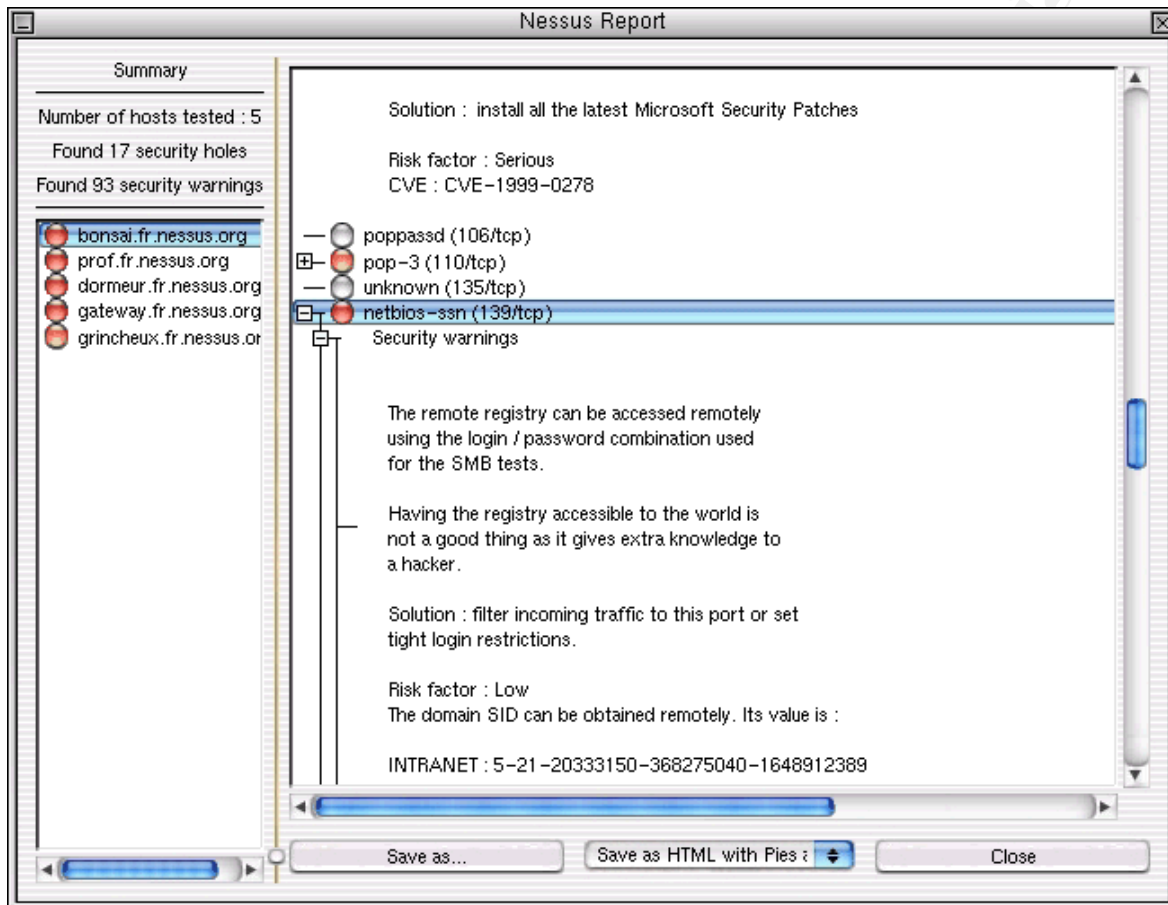 Nessus Report
Summary
Number of hosts tested : 5
Found 17 security holes
Found 93 security warnings
bonsai.fr.nessus.org
prof.fr.nessus.org
dormeur.fr.nessus.org
gateway.fr.nessus.org
grincheux.fr.nessus.or
Solution : install all the latest Microsoft Security Patches
Risk factor : Serious
CVE : CVE-1999-0278
poppassd (106/tcp)
pop-3 (110/tcp)
unknown (135/tcp)
netbios-ssn (139/tcp)
Security warnings
The remote registry can be accessed remotely
using the login / password combination used
for the SMB tests.
Having the registry accessible to the world is
not a good thing as it gives extra knowledge to
a hacker.
Solution : filter incoming traffic to this port or set
tight login restrictions.
Risk factor : Low
The domain SID can be obtained remotely. Its value is :
INTRANET : 5-21-20333150-368275040-1648912389
Save as...
Save as HTML with Pies
Close